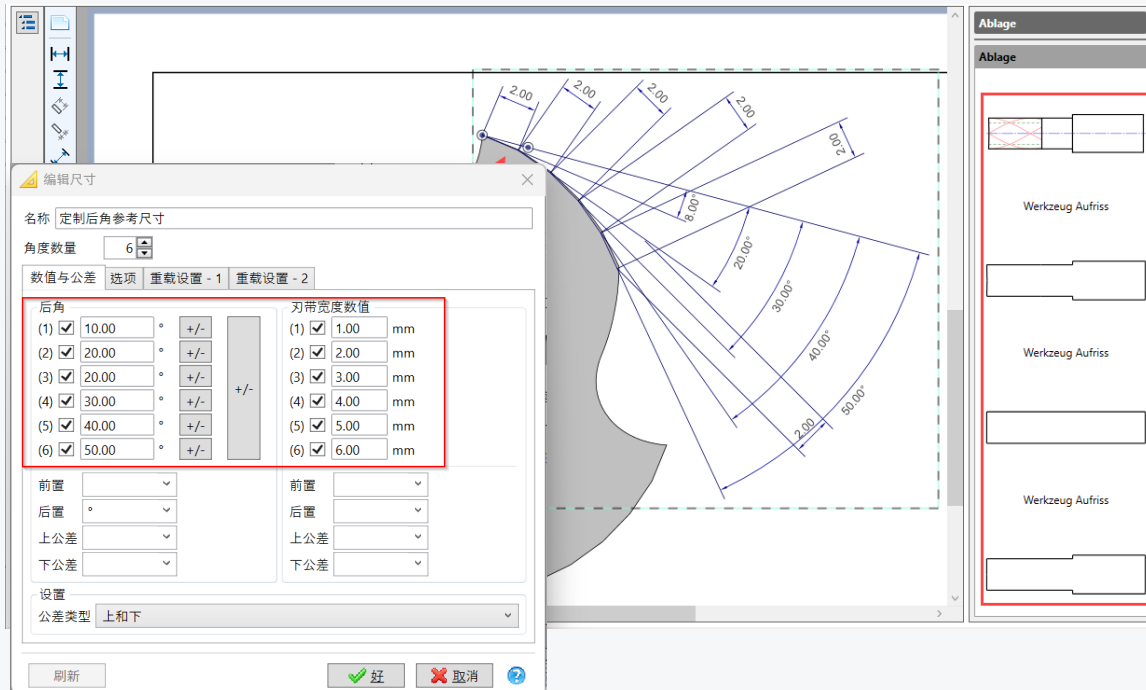 Ablage
Ablage
Werkzeug Aufriss
Werkzeug Aufriss
Werkzeug Aufriss
2.00
2.00
2.00
2.00
2.00
8.00°
20.00°
30.00°
40.00°
50.00°
2.00
编辑尺寸
名称 定制后角参考尺寸
角度数量 6
数值与公差 选项 重载设置 - 1 重载设置 - 2
后角 刃带宽度数值
(1) 10.00 ° +/- (1) 1.00 mm
(2) 20.00 ° +/- (2) 2.00 mm
(3) 20.00 ° +/- +/- (3) 3.00 mm
(4) 30.00 ° +/- (4) 4.00 mm
(5) 40.00 ° +/- (5) 5.00 mm
(6) 50.00 ° +/- (6) 6.00 mm
前置 前置
后置 ° 后置
上公差 上公差
下公差 下公差
设置
公差类型 上和下
刷新 好 取消 ?